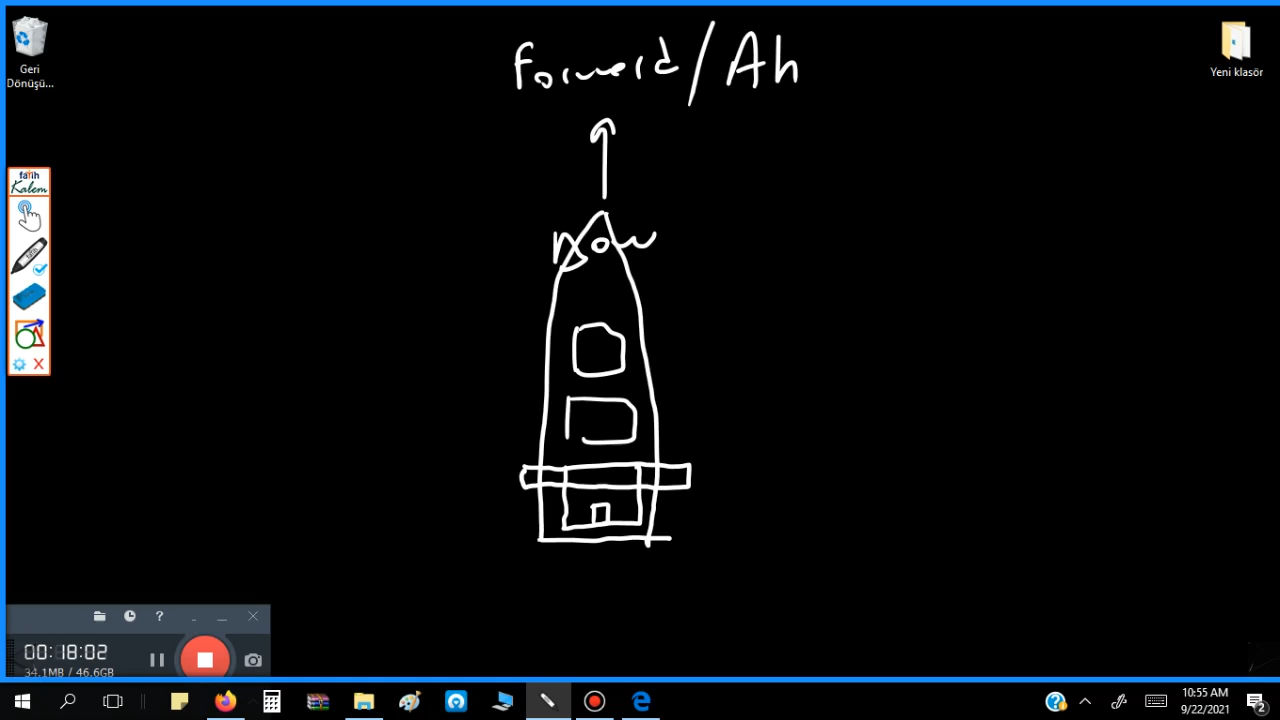 Forward/Ah
Geri
Dönüşü...
Yeni klasör
fatih
Kalem
Bow
00:18:02
34.1MB / 46.6GB
10:55 AM
9/22/2021
2